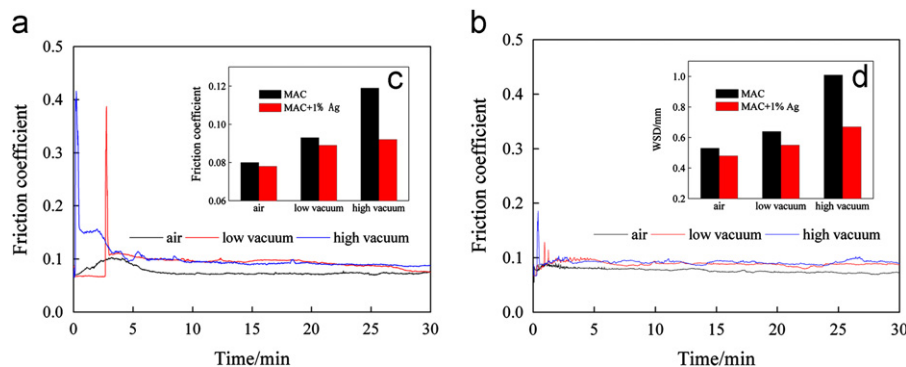 a
Friction coefficient
0.5
0.4
0.3
0.2
0.1
0.0
0
5
10
15
20
25
30
Time/min
air
low vacuum
high vacuum
c
Friction coefficient
0.12
0.10
0.08
0.06
MAC
MAC+1% Ag
air
low vacuum
high vacuum
b
Friction coefficient
0.5
0.4
0.3
0.2
0.1
0.0
0
5
10
15
20
25
30
Time/min
air
low vacuum
high vacuum
d
WSD/mm
1.0
0.8
0.6
0.4
0.2
MAC
MAC+1% Ag
air
low vacuum
high vacuum